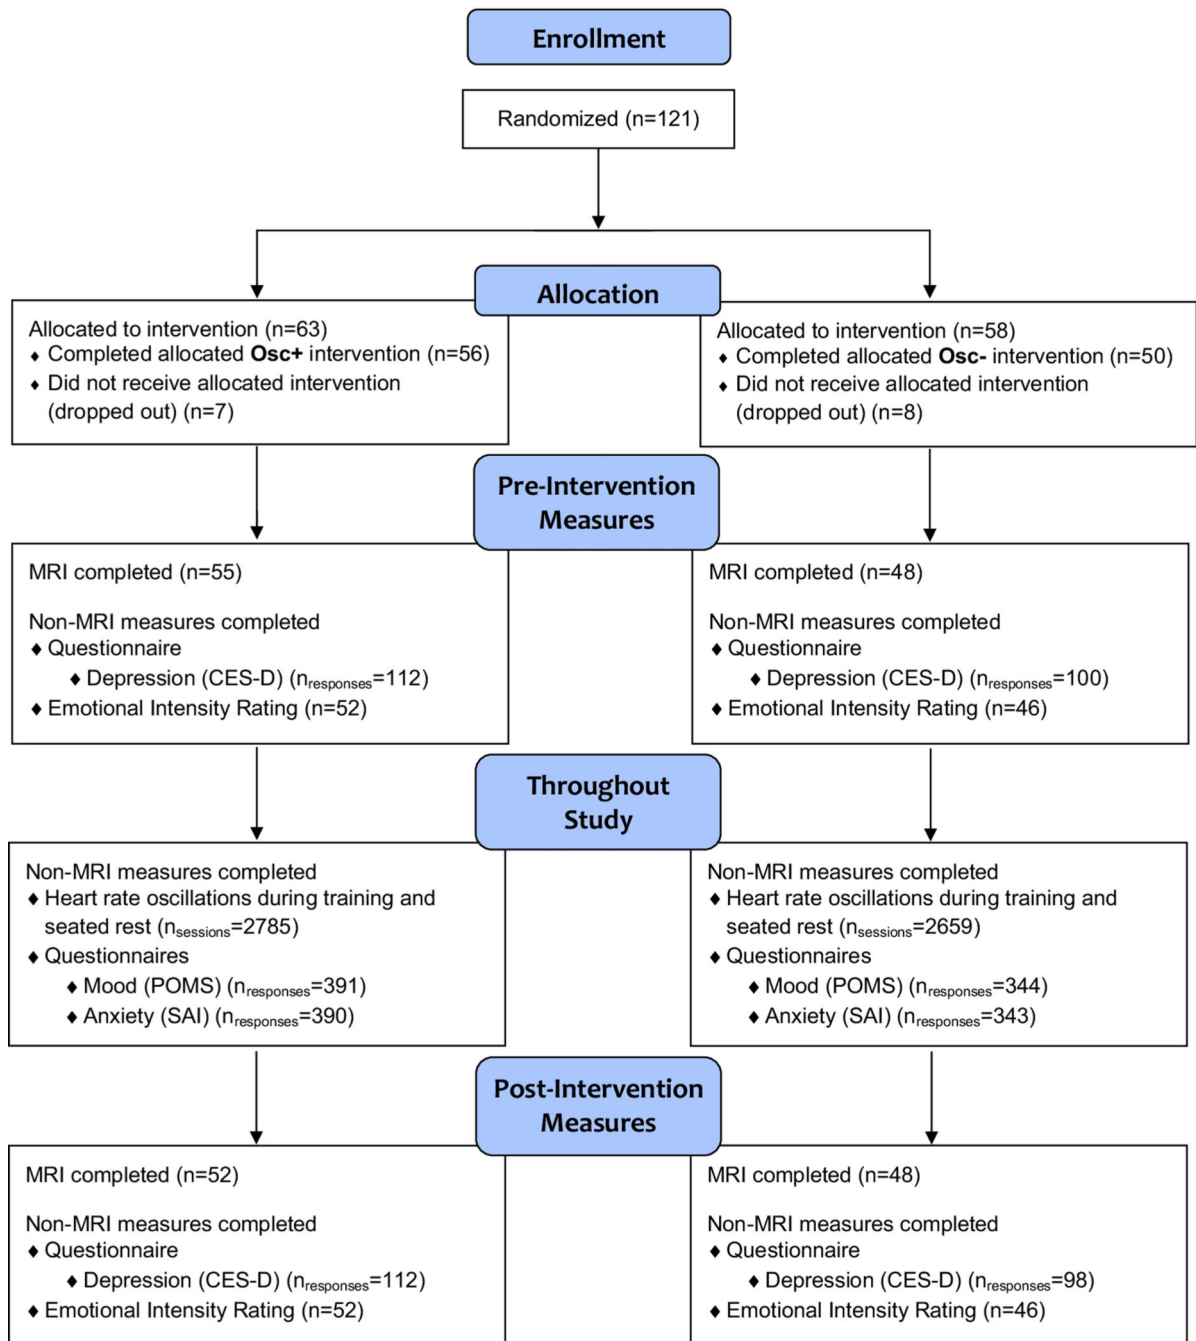 Enrollment
Randomized (n=121)
Allocation
Allocated to intervention (n=63)
♦ Completed allocated Osc+ intervention (n=56)
♦ Did not receive allocated intervention
(dropped out) (n=7)
Allocated to intervention (n=58)
♦ Completed allocated Osc- intervention (n=50)
♦ Did not receive allocated intervention
(dropped out) (n=8)
Pre-Intervention
Measures
MRI completed (n=55)
Non-MRI measures completed
♦ Questionnaire
♦ Depression (CES-D) (nresponses=112)
♦ Emotional Intensity Rating (n=52)
MRI completed (n=48)
Non-MRI measures completed
♦ Questionnaire
♦ Depression (CES-D) (nresponses=100)
♦ Emotional Intensity Rating (n=46)
Throughout
Study
Non-MRI measures completed
♦ Heart rate oscillations during training and
seated rest (nsessions=2785)
♦ Questionnaires
♦ Mood (POMS) (nresponses=391)
♦ Anxiety (SAI) (nresponses=390)
Non-MRI measures completed
♦ Heart rate oscillations during training and
seated rest (nsessions=2659)
♦ Questionnaires
♦ Mood (POMS) (nresponses=344)
♦ Anxiety (SAI) (nresponses=343)
Post-Intervention
Measures
MRI completed (n=52)
Non-MRI measures completed
♦ Questionnaire
♦ Depression (CES-D) (nresponses=112)
♦ Emotional Intensity Rating (n=52)
MRI completed (n=48)
Non-MRI measures completed
♦ Questionnaire
♦ Depression (CES-D) (nresponses=98)
♦ Emotional Intensity Rating (n=46)